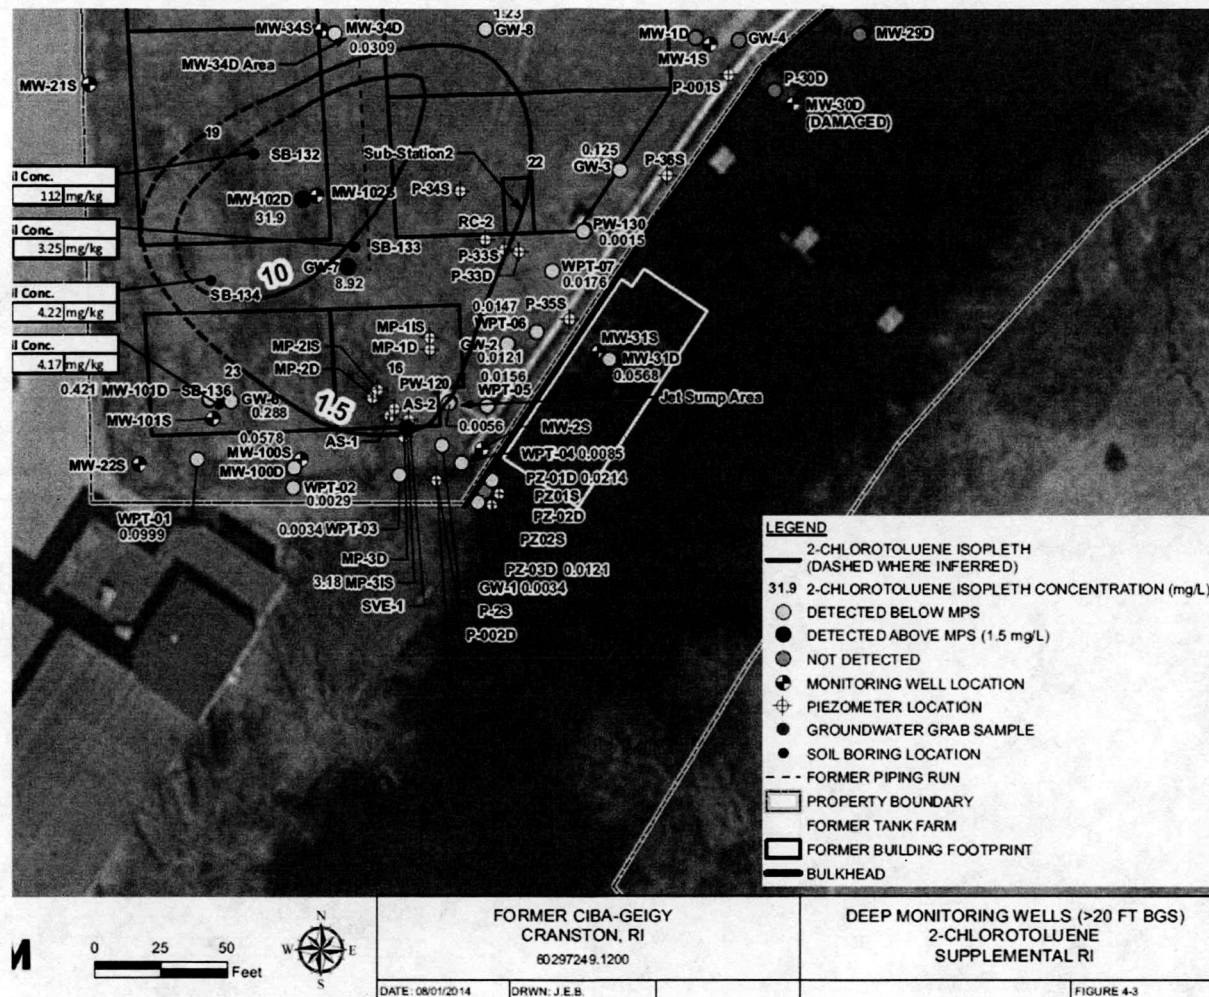 1.23
MW-34S
MW-34D
0.0309
GW-8
MW-1D
GW-4
MW-29D
MW-1S
MW-34D Area
P-001S
P-30D
MW-21S
MW-30D
(DAMAGED)
19
SB-132
Sub-Station2
22
0.125
GW-3
P-36S
il Conc.
112 mg/kg
MW-102D
MW-102S
31.9
P-34S
RC-2
PW-130
0.0015
il Conc.
3.25 mg/kg
SB-133
P-33S
GW-7
8.92
10
P-33D
WPT-07
0.0176
SB-134
il Conc.
4.22 mg/kg
0.0147
P-35S
MP-1IS
WPT-06
MP-1D
GW-2
0.0121
MW-31S
MW-31D
0.0568
il Conc.
4.17 mg/kg
MP-2IS
MP-2D
16
23
0.421
MW-101D
SB-136
GW-6
0.288
1.5
PW-120
0.0156
WPT-05
AS-2
Jet Sump Area
MW-101S
0.0578
AS-1
0.0056
MW-2S
MW-22S
MW-100S
MW-100D
WPT-04 0.0085
PZ-01D 0.0214
WPT-02
0.0029
PZ01S
PZ-02D
WPT-01
0.0999
0.0034 WPT-03
PZ02S
MP-3D
PZ-03D 0.0121
3.18 MP-3IS
GW-1 0.0034
SVE-1
P-2S
P-002D
LEGEND
2-CHLOROTOLUENE ISOPLETH
(DASHED WHERE INFERRED)
31.9 2-CHLOROTOLUENE ISOPLETH CONCENTRATION (mg/L)
DETECTED BELOW MPS
DETECTED ABOVE MPS (1.5 mg/L)
NOT DETECTED
MONITORING WELL LOCATION
PIEZOMETER LOCATION
GROUNDWATER GRAB SAMPLE
SOIL BORING LOCATION
FORMER PIPING RUN
PROPERTY BOUNDARY
FORMER TANK FARM
FORMER BUILDING FOOTPRINT
BULKHEAD
M
0 25 50
Feet
N
W E
S
FORMER CIBA-GEIGY
CRANSTON, RI
60297249.1200
DEEP MONITORING WELLS (>20 FT BGS)
2-CHLOROTOLUENE
SUPPLEMENTAL RI
DATE: 08/01/2014
DRWN: J.E.B.
FIGURE 4-3